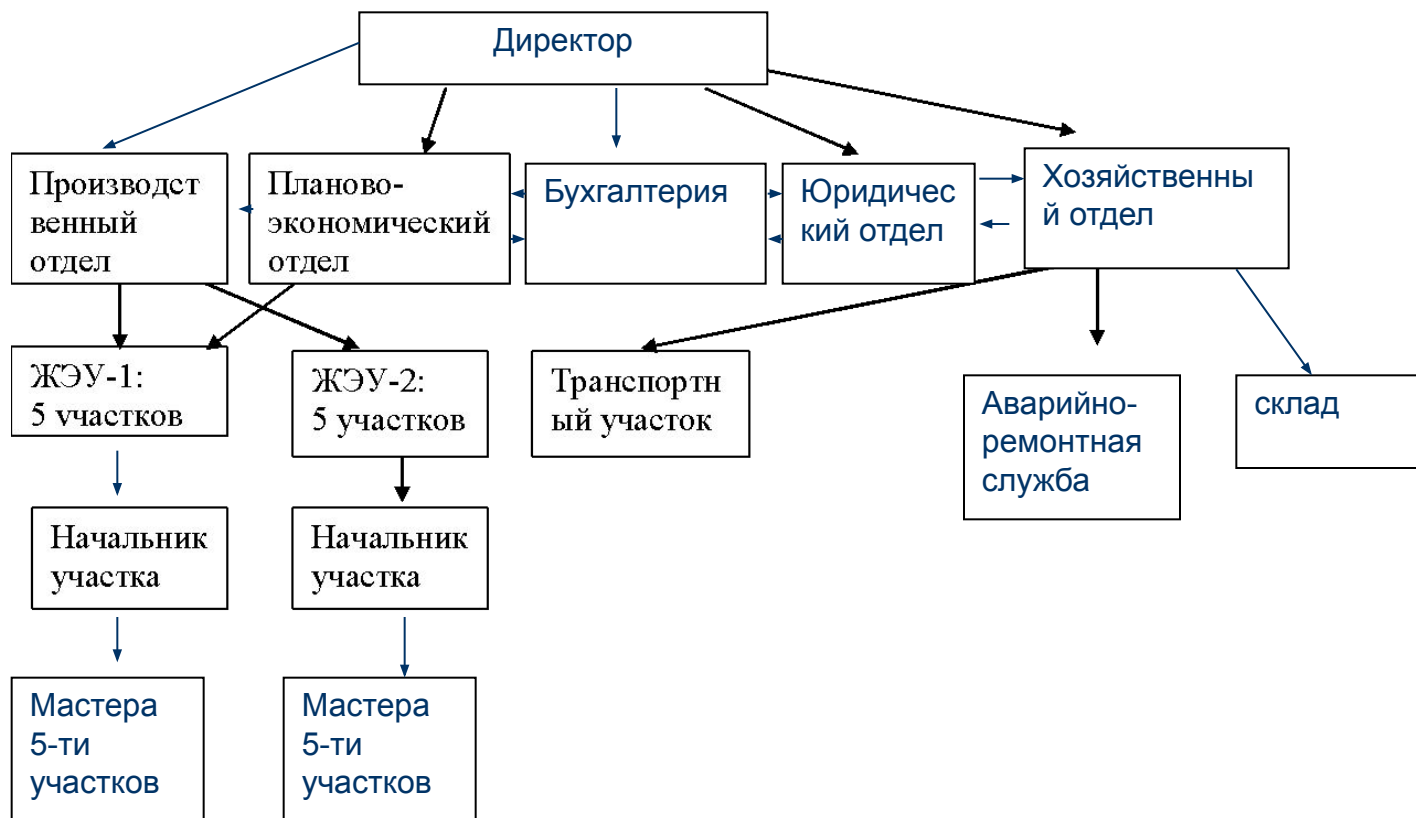 Директор
Производст
венный
отдел
Планово-
экономический
отдел
Бухгалтерия
Юридичес
кий отдел
Хозяйственны
й отдел
ЖЭУ-1:
5 участков
ЖЭУ-2:
5 участков
Транспортн
ый участок
Аварийно-
ремонтная
служба
склад
Начальник
участка
Начальник
участка
Мастера
5-ти
участков
Мастера
5-ти
участков